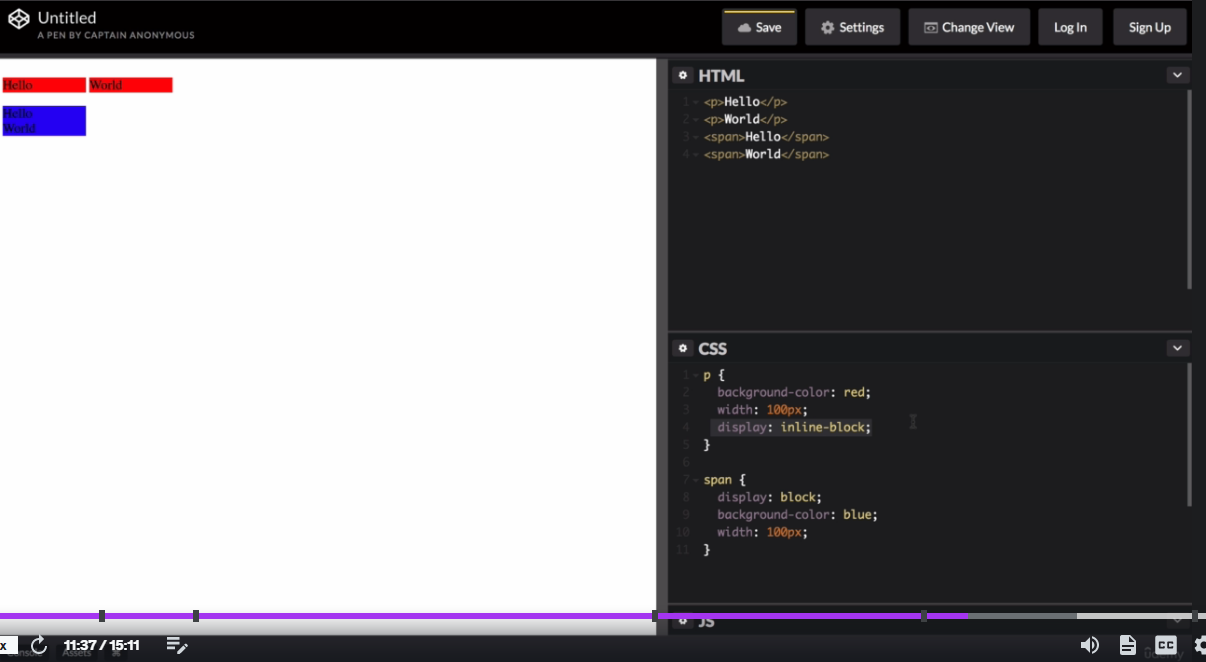 Untitled
A PEN BY CAPTAIN ANONYMOUS
Save
Settings
Change View
Log In
Sign Up
Hello World
Hello
World
HTML
1 <p>Hello</p>
2 <p>World</p>
3 <span>Hello</span>
4 <span>World</span>
CSS
1 p {
2 background-color: red;
3 width: 100px;
4 display: inline-block;
5 }
6
7 span {
8 display: block;
9 background-color: blue;
10 width: 100px;
11 }
JS
x
11:37 / 15:11
Console
Assets
⌘
CC
Udemy